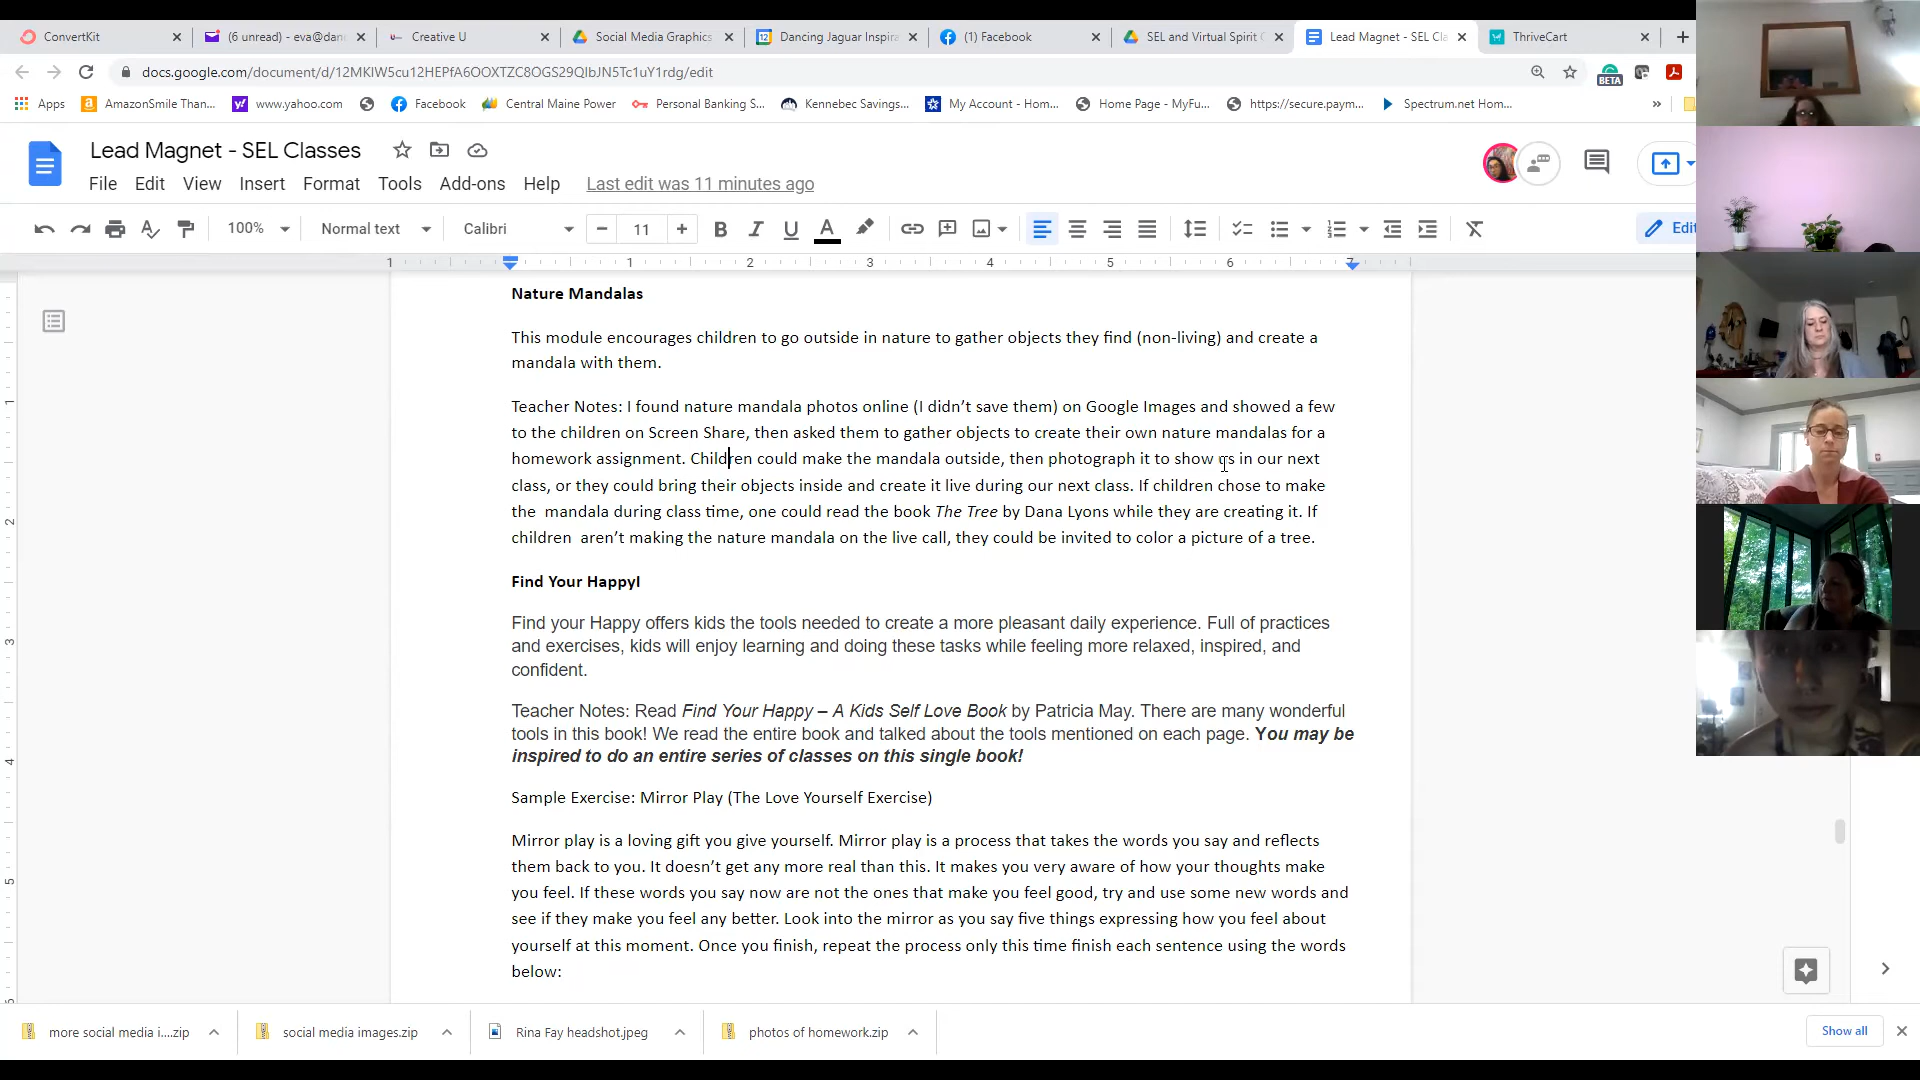 ConvertKit
(6 unread) - eva@dan
Creative U
Social Media Graphics
Dancing Jaguar Inspira
(1) Facebook
SEL and Virtual Spirit C
Lead Magnet - SEL Cla
ThriveCart
docs.google.com/document/d/12MKIW5cu12HEPfA6OOXTZC8OGS29QIbJN5Tc1uY1rdg/edit
BETA
Apps
AmazonSmile Than...
www.yahoo.com
Facebook
Central Maine Power
Personal Banking S...
Kennebec Savings...
My Account - Hom...
Home Page - MyFu...
https://secure.paym...
Spectrum.net Hom...
Lead Magnet - SEL Classes
File Edit View Insert Format Tools Add-ons Help Last edit was 11 minutes ago
100% Normal text Calibri 11 B I U A Edit
1 1 2 3 4 5 6 7
Nature Mandalas
This module encourages children to go outside in nature to gather objects they find (non-living) and create a
mandala with them.
Teacher Notes: I found nature mandala photos online (I didn’t save them) on Google Images and showed a few
to the children on Screen Share, then asked them to gather objects to create their own nature mandalas for a
homework assignment. Children could make the mandala outside, then photograph it to show us in our next
class, or they could bring their objects inside and create it live during our next class. If children chose to make
the  mandala during class time, one could read the book The Tree by Dana Lyons while they are creating it. If
children  aren’t making the nature mandala on the live call, they could be invited to color a picture of a tree.
Find Your Happy!
Find your Happy offers kids the tools needed to create a more pleasant daily experience. Full of practices
and exercises, kids will enjoy learning and doing these tasks while feeling more relaxed, inspired, and
confident.
Teacher Notes: Read Find Your Happy – A Kids Self Love Book by Patricia May. There are many wonderful
tools in this book! We read the entire book and talked about the tools mentioned on each page. You may be
inspired to do an entire series of classes on this single book!
Sample Exercise: Mirror Play (The Love Yourself Exercise)
Mirror play is a loving gift you give yourself. Mirror play is a process that takes the words you say and reflects
them back to you. It doesn’t get any more real than this. It makes you very aware of how your thoughts make
you feel. If these words you say now are not the ones that make you feel good, try and use some new words and
see if they make you feel any better. Look into the mirror as you say five things expressing how you feel about
yourself at this moment. Once you finish, repeat the process only this time finish each sentence using the words
below:
1
2
3
4
5
more social media i....zip
social media images.zip
Rina Fay headshot.jpeg
photos of homework.zip
Show all